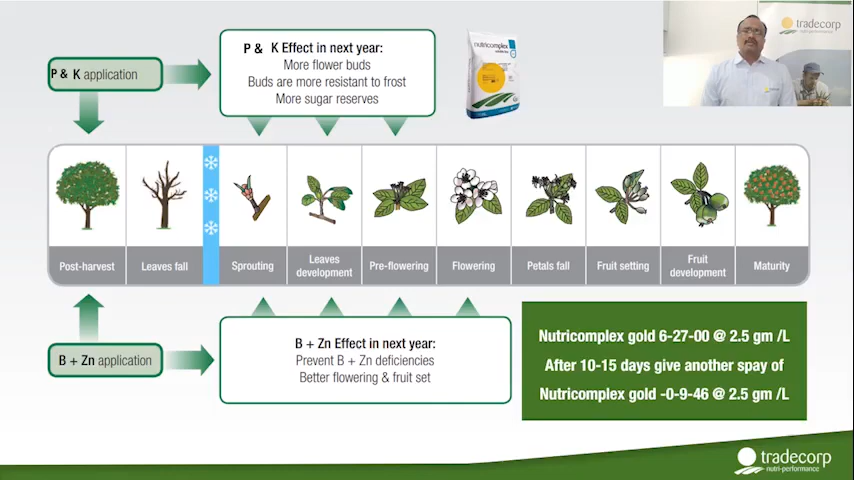 P & K application
P & K Effect in next year:
More flower buds
Buds are more resistant to frost
More sugar reserves
nutricomplex
tradecorp
nutri-performance
Post-harvest
Leaves fall
Sprouting
Leaves
development
Pre-flowering
Flowering
Petals fall
Fruit setting
Fruit
development
Maturity
B + Zn application
B + Zn Effect in next year:
Prevent B + Zn deficiencies
Better flowering & fruit set
Nutricomplex gold 6-27-00 @ 2.5 gm /L
After 10-15 days give another spay of
Nutricomplex gold -0-9-46 @ 2.5 gm /L
tradecorp
nutri-performance